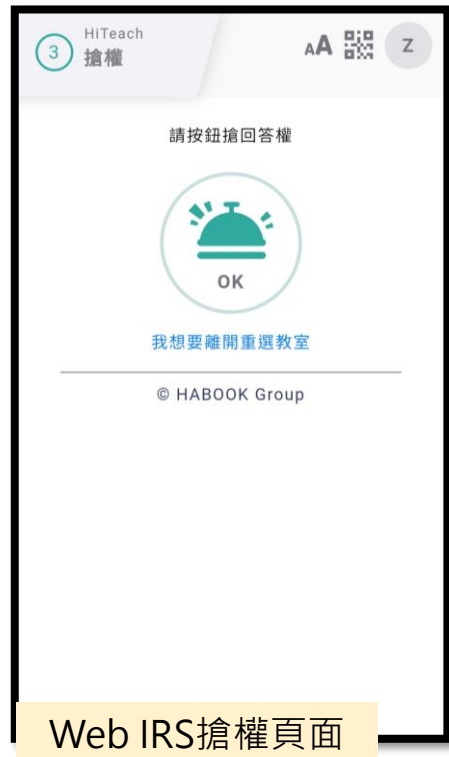 3
HiTeach
搶權
AA
Z
請按鈕搶回答權
OK
我想要離開重選教室
© HABOOK Group
Web IRS搶權頁面